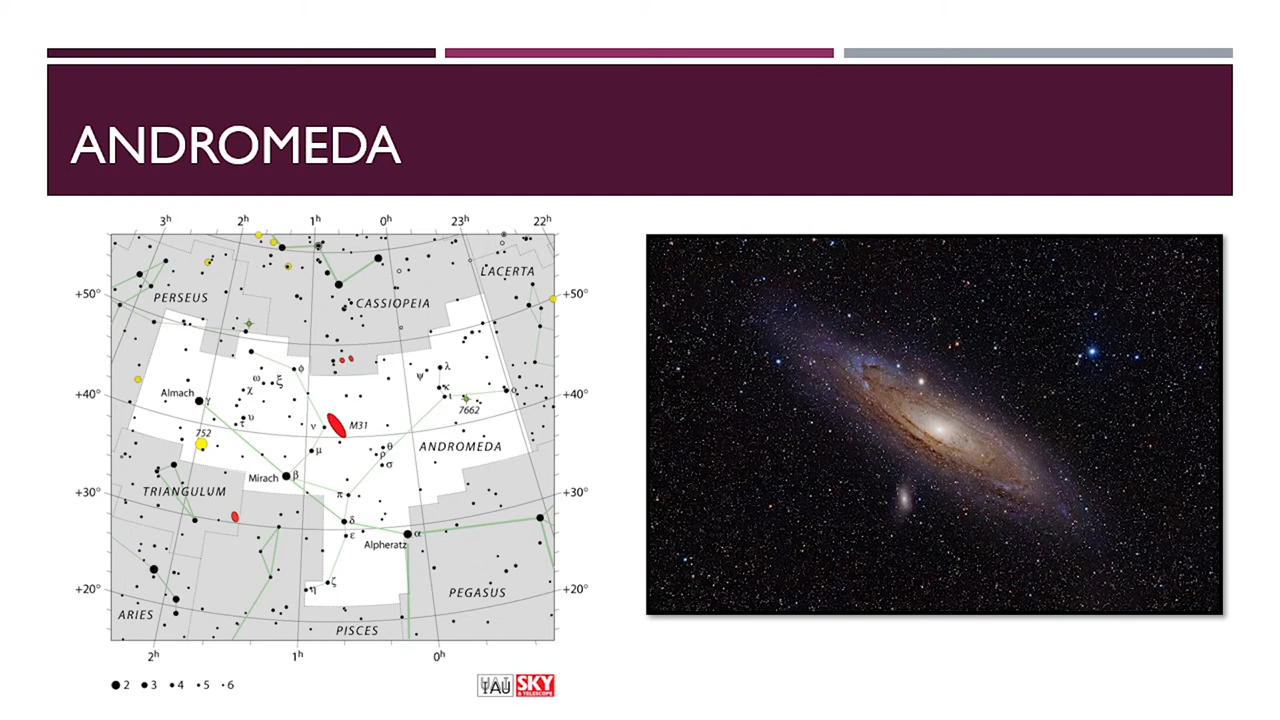 ANDROMEDA
3h 2h 1h 0h 23h 22h
LACERTA
+50° PERSEUS CASSIOPEIA +50°
φ
ω ξ ψ λ
χ κ
+40° Almach γ ι ο +40°
7662
υ
τ ν M31
752 θ
μ ρ ANDROMEDA
σ
Mirach β
+30° TRIANGULUM π +30°
δ
ε Alpheratz α
ζ
+20° η PEGASUS +20°
ARIES
PISCES
2h 1h 0h
2 3 4 5 6
IAU SKY
& TELESCOPE